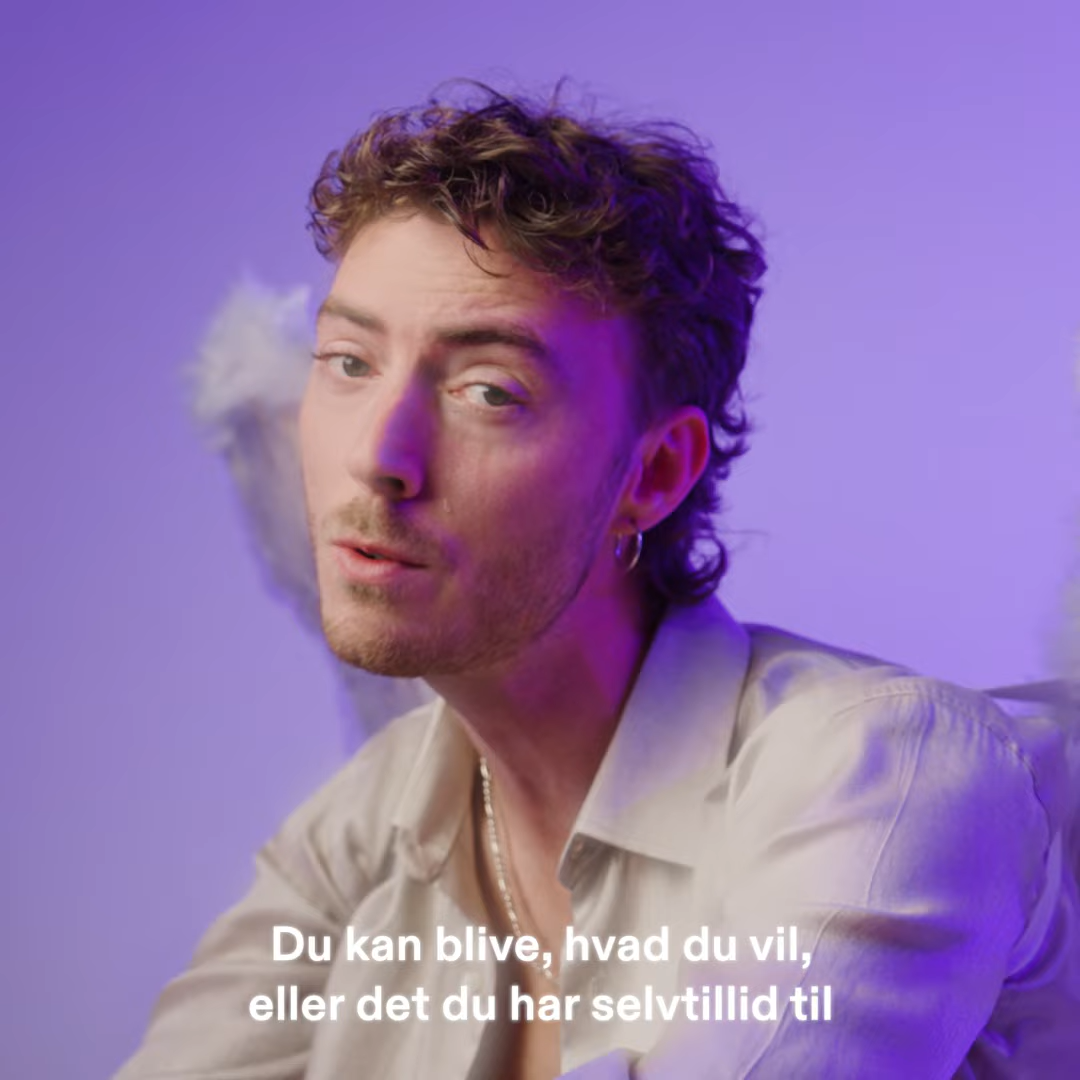 Du kan blive, hvad du vil,
eller det du har selvtillid til